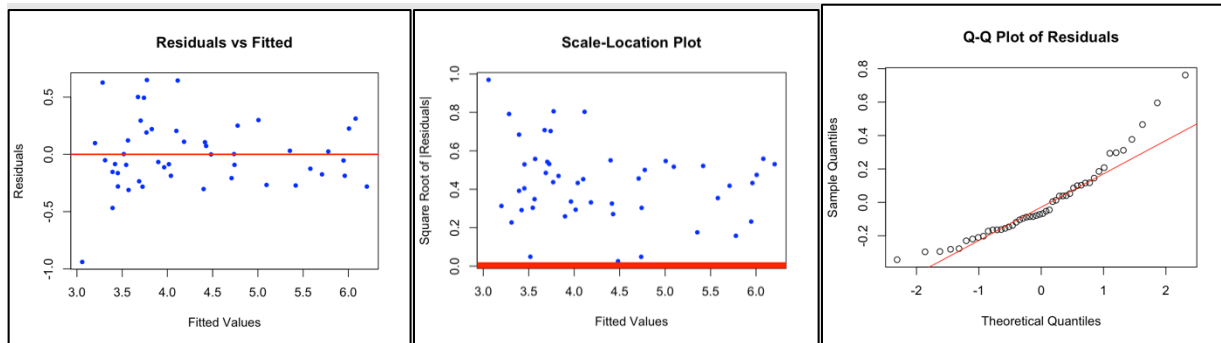 Residuals vs Fitted
Residuals
0.5
0.0
-0.5
-1.0
3.0 3.5 4.0 4.5 5.0 5.5 6.0
Fitted Values
Scale-Location Plot
Square Root of |Residuals|
1.0
0.8
0.6
0.4
0.2
0.0
3.0 3.5 4.0 4.5 5.0 5.5 6.0
Fitted Values
Q-Q Plot of Residuals
Sample Quantiles
0.8
0.6
0.4
0.2
-0.2
-2 -1 0 1 2
Theoretical Quantiles